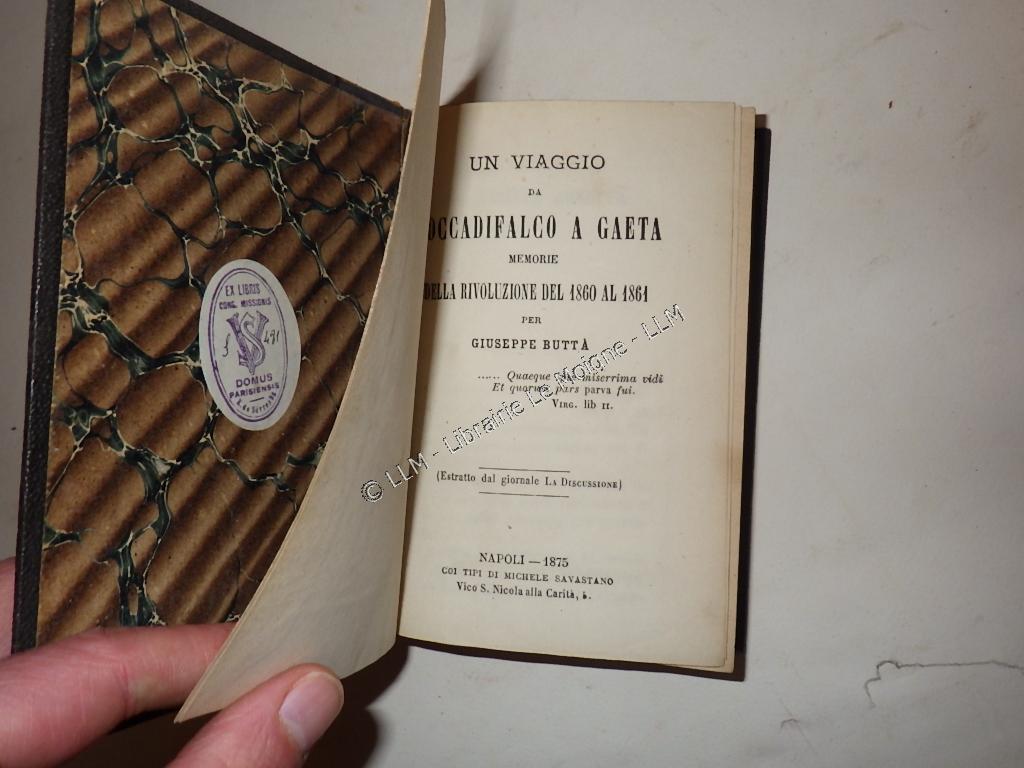 EX LIBRIS
CONG. MISSIONIS
491
DOMUS
PARISIENSIS
UN VIAGGIO
DA
OCCADIFALCO A GAETA
MEMORIE
DELLA RIVOLUZIONE DEL 1860 AL 1861
PER
GIUSEPPE BUTTÀ
...... Quaeque miserrima vidi
Et quorum pars parva fui.
VIRG. lib II.
(Estratto dal giornale LA DISCUSSIONE)
NAPOLI — 1875
COI TIPI DI MICHELE SAVASTANO
Vico S. Nicola alla Carità, 5.
© LLM - Librairie Le Moigne - LLM